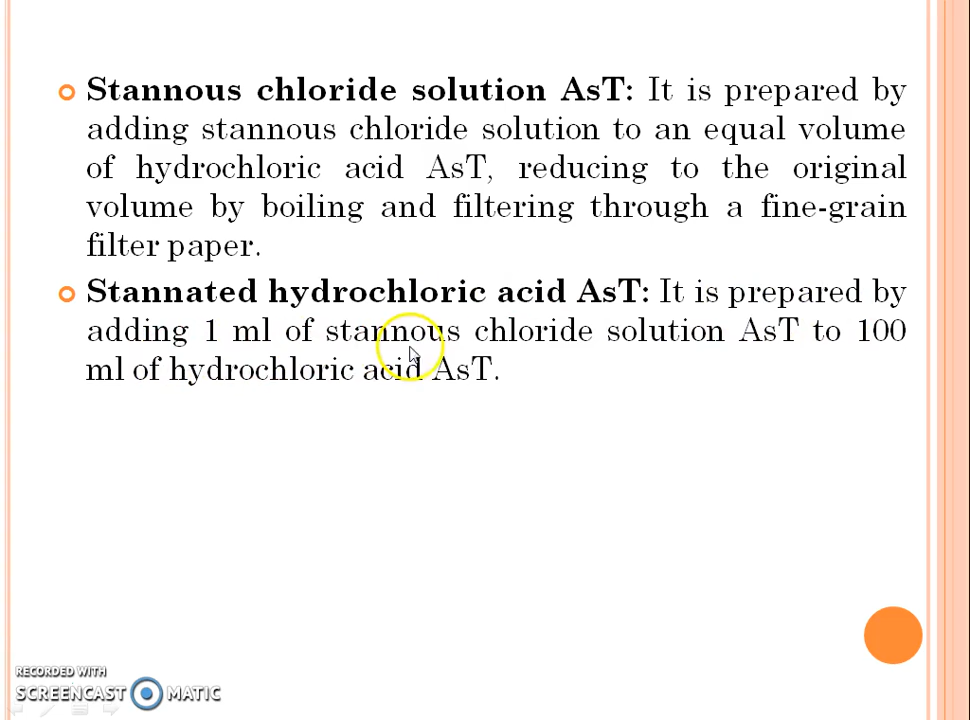 Stannous chloride solution AsT: It is prepared by
adding stannous chloride solution to an equal volume
of hydrochloric acid AsT, reducing to the original
volume by boiling and filtering through a fine-grain
filter paper.
Stannated hydrochloric acid AsT: It is prepared by
adding 1 ml of stannous chloride solution AsT to 100
ml of hydrochloric acid AsT.
RECORDED WITH
SCREENCAST MATIC